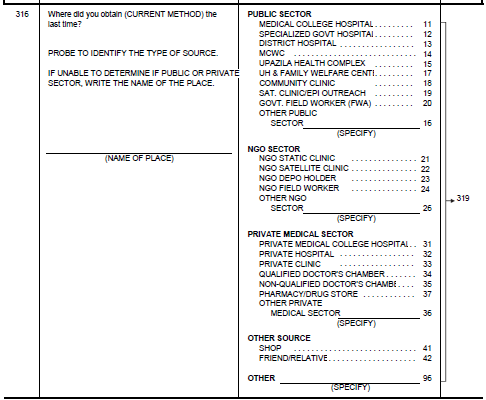 316 Where did you obtain (CURRENT METHOD) the
last time?
PROBE TO IDENTIFY THE TYPE OF SOURCE.
IF UNABLE TO DETERMINE IF PUBLIC OR PRIVATE
SECTOR, WRITE THE NAME OF THE PLACE.
(NAME OF PLACE)
PUBLIC SECTOR
MEDICAL COLLEGE HOSPITAL......... 11
SPECIALIZED GOVT HOSPITAL........ 12
DISTRICT HOSPITAL ................ 13
MCWC ........................ 14
UPAZILA HEALTH COMPLEX ......... 15
UH & FAMILY WELFARE CENTI....... 17
COMMUNITY CLINIC ......... 18
SAT. CLINIC/EPI OUTREACH ......... 19
GOVT. FIELD WORKER (FWA) ......... 20
OTHER PUBLIC
SECTOR 16
(SPECIFY)
NGO SECTOR
NGO STATIC CLINIC ............... 21
NGO SATELLITE CLINIC ............... 22
NGO DEPO HOLDER ............... 23
NGO FIELD WORKER ............... 24
OTHER NGO
SECTOR 26
(SPECIFY)
319
PRIVATE MEDICAL SECTOR
PRIVATE MEDICAL COLLEGE HOSPITAL.. 31
PRIVATE HOSPITAL ................. 32
PRIVATE CLINIC ................. 33
QUALIFIED DOCTOR'S CHAMBER....... 34
NON-QUALIFIED DOCTOR'S CHAMBE.... 35
PHARMACY/DRUG STORE ............ 37
OTHER PRIVATE
MEDICAL SECTOR 36
(SPECIFY)
OTHER SOURCE
SHOP ........................... 41
FRIEND/RELATIVE.................... 42
OTHER 96
(SPECIFY)